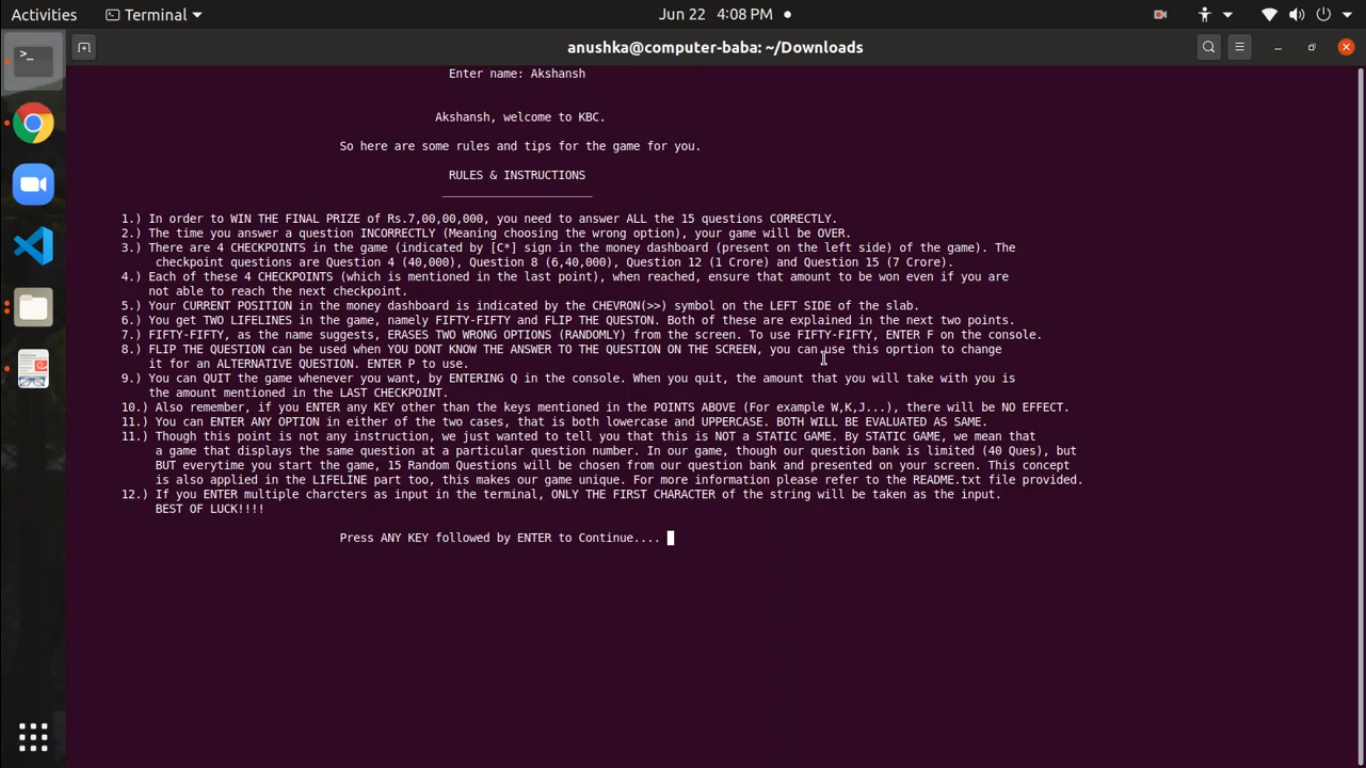 Activities
Terminal
Jun 22 4:08 PM
anushka@computer-baba: ~/Downloads
Enter name: Akshansh
Akshansh, welcome to KBC.
So here are some rules and tips for the game for you.
RULES & INSTRUCTIONS
1.) In order to WIN THE FINAL PRIZE of Rs.7,00,00,000, you need to answer ALL the 15 questions CORRECTLY.
2.) The time you answer a question INCORRECTLY (Meaning choosing the wrong option), your game will be OVER.
3.) There are 4 CHECKPOINTS in the game (indicated by [C*] sign in the money dashboard (present on the left side) of the game). The
checkpoint questions are Question 4 (40,000), Question 8 (6,40,000), Question 12 (1 Crore) and Question 15 (7 Crore).
4.) Each of these 4 CHECKPOINTS (which is mentioned in the last point), when reached, ensure that amount to be won even if you are
not able to reach the next checkpoint.
5.) Your CURRENT POSITION in the money dashboard is indicated by the CHEVRON(>>) symbol on the LEFT SIDE of the slab.
6.) You get TWO LIFELINES in the game, namely FIFTY-FIFTY and FLIP THE QUESTON. Both of these are explained in the next two points.
7.) FIFTY-FIFTY, as the name suggests, ERASES TWO WRONG OPTIONS (RANDOMLY) from the screen. To use FIFTY-FIFTY, ENTER F on the console.
8.) FLIP THE QUESTION can be used when YOU DONT KNOW THE ANSWER TO THE QUESTION ON THE SCREEN, you can use this oprtion to change
it for an ALTERNATIVE QUESTION. ENTER P to use.
9.) You can QUIT the game whenever you want, by ENTERING Q in the console. When you quit, the amount that you will take with you is
the amount mentioned in the LAST CHECKPOINT.
10.) Also remember, if you ENTER any KEY other than the keys mentioned in the POINTS ABOVE (For example W,K,J...), there will be NO EFFECT.
11.) You can ENTER ANY OPTION in either of the two cases, that is both lowercase and UPPERCASE. BOTH WILL BE EVALUATED AS SAME.
11.) Though this point is not any instruction, we just wanted to tell you that this is NOT a STATIC GAME. By STATIC GAME, we mean that
a game that displays the same question at a particular question number. In our game, though our question bank is limited (40 Ques), but
BUT everytime you start the game, 15 Random Questions will be chosen from our question bank and presented on your screen. This concept
is also applied in the LIFELINE part too, this makes our game unique. For more information please refer to the README.txt file provided.
12.) If you ENTER multiple charcters as input in the terminal, ONLY THE FIRST CHARACTER of the string will be taken as the input.
BEST OF LUCK!!!!
Press ANY KEY followed by ENTER to Continue....